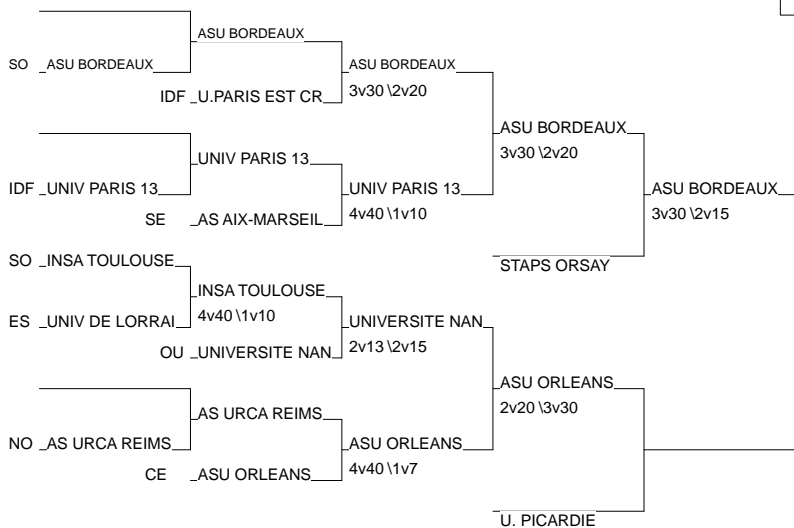 ASU BORDEAUX
SO ASU BORDEAUX
ASU BORDEAUX
3v30 \2v20
IDF U.PARIS EST CR
ASU BORDEAUX
3v30 \2v20
UNIV PARIS 13
IDF UNIV PARIS 13
UNIV PARIS 13
4v40 \1v10
ASU BORDEAUX
3v30 \2v15
SE AS AIX-MARSEIL
SO INSA TOULOUSE
STAPS ORSAY
INSA TOULOUSE
4v40 \1v10
ES UNIV DE LORRAI
UNIVERSITE NAN
2v13 \2v15
OU UNIVERSITE NAN
ASU ORLEANS
2v20 \3v30
AS URCA REIMS
NO AS URCA REIMS
ASU ORLEANS
4v40 \1v7
CE ASU ORLEANS
U. PICARDIE